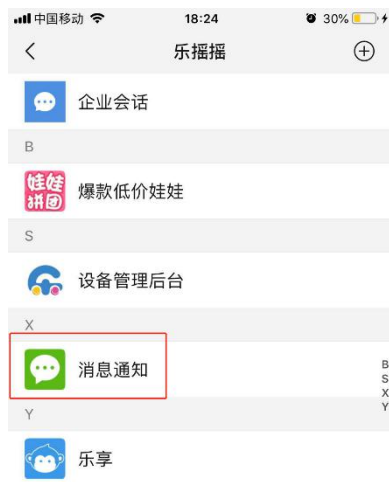 中国移动 18:24 30%
乐摇摇
企业会话
B
娃娃
拼团
爆款低价娃娃
S
设备管理后台
X
消息通知
B
S
X
Y
Y
乐享